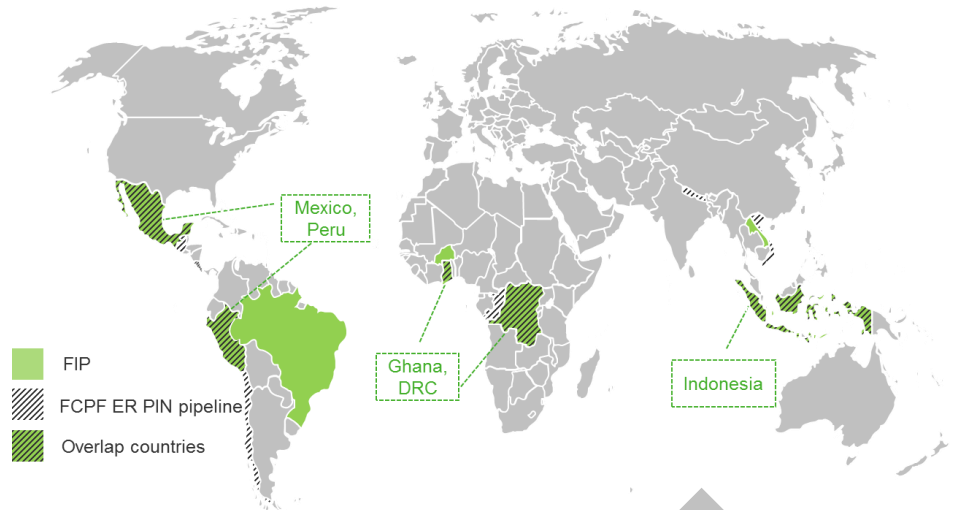 Mexico,
Peru
Ghana,
DRC
Indonesia
FIP
FCPF ER PIN pipeline
Overlap countries